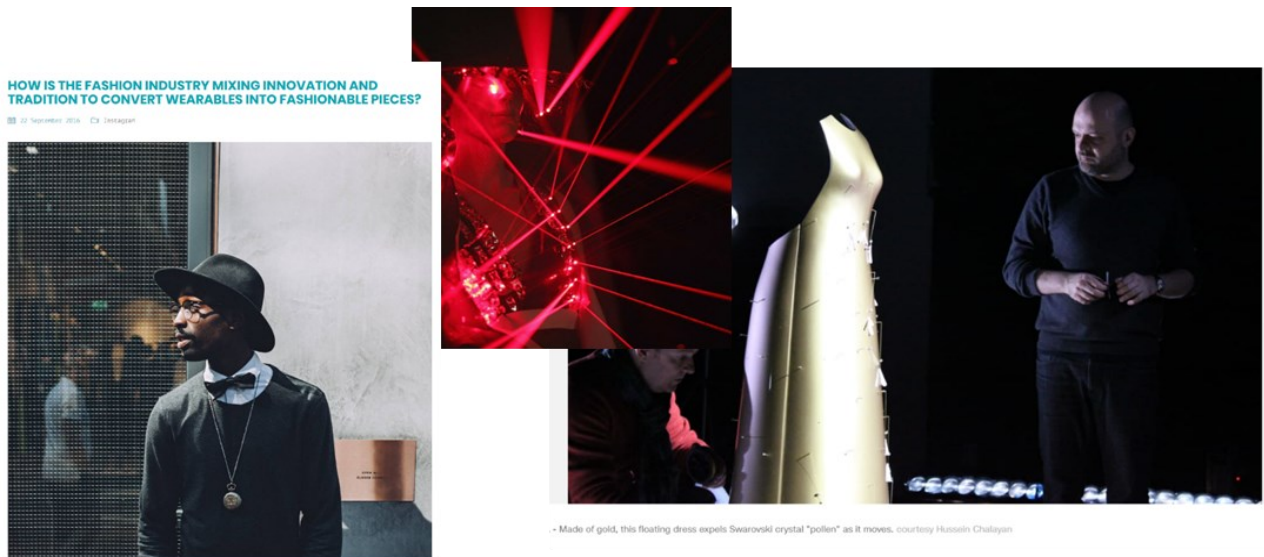 HOW IS THE FASHION INDUSTRY MIXING INNOVATION AND
TRADITION TO CONVERT WEARABLES INTO FASHIONABLE PIECES?
22 September 2016 Instagram
. - Made of gold, this floating dress expels Swarovski crystal "pollen" as it moves. courtesy Hussein Chalayan